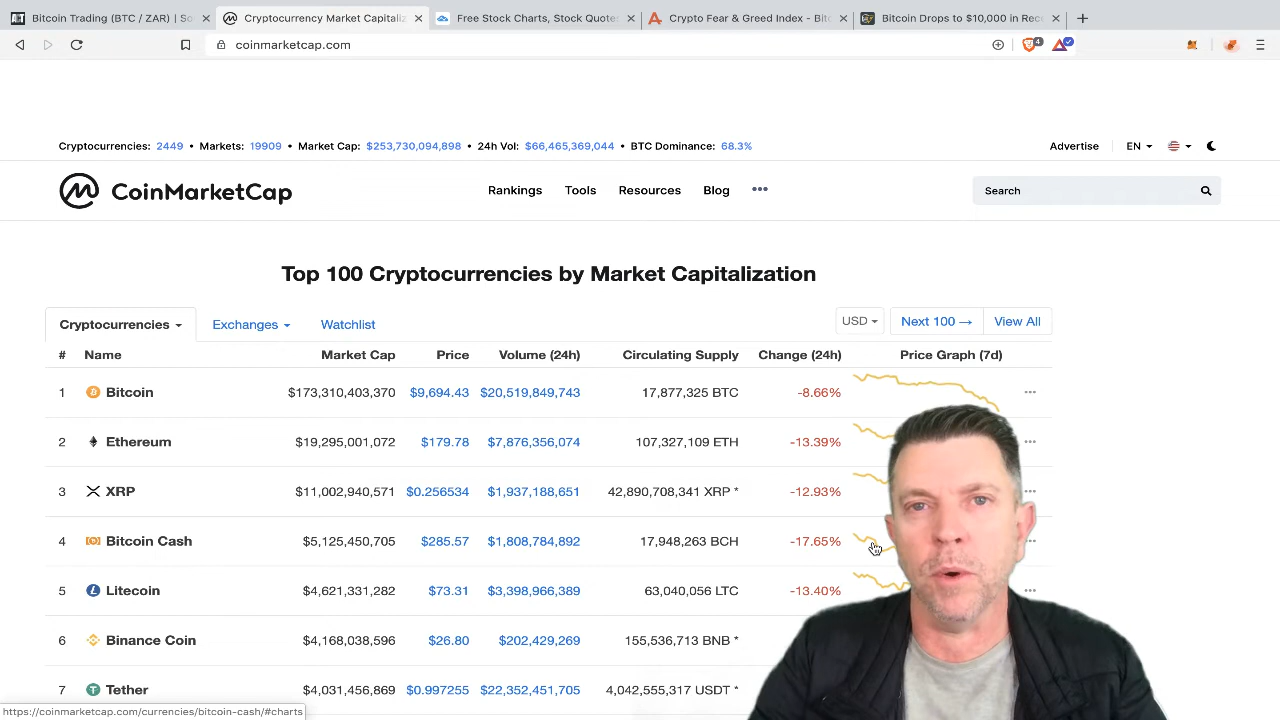 Bitcoin Trading (BTC / ZAR) | So
Cryptocurrency Market Capitaliz
Free Stock Charts, Stock Quotes
Crypto Fear & Greed Index - Bitc
Bitcoin Drops to $10,000 in Rece
coinmarketcap.com
4
Cryptocurrencies: 2449 • Markets: 19909 • Market Cap: $253,730,094,898 • 24h Vol: $66,465,369,044 • BTC Dominance: 68.3%
Advertise EN
CoinMarketCap
Rankings Tools Resources Blog •••
Search
Top 100 Cryptocurrencies by Market Capitalization
Cryptocurrencies Exchanges Watchlist
USD Next 100 → View All
# Name Market Cap Price Volume (24h) Circulating Supply Change (24h) Price Graph (7d)
1 Bitcoin $173,310,403,370 $9,694.43 $20,519,849,743 17,877,325 BTC -8.66%
2 Ethereum $19,295,001,072 $179.78 $7,876,356,074 107,327,109 ETH -13.39%
3 XRP $11,002,940,571 $0.256534 $1,937,188,651 42,890,708,341 XRP * -12.93%
4 Bitcoin Cash $5,125,450,705 $285.57 $1,808,784,892 17,948,263 BCH -17.65%
5 Litecoin $4,621,331,282 $73.31 $3,398,966,389 63,040,056 LTC -13.40%
6 Binance Coin $4,168,038,596 $26.80 $202,429,269 155,536,713 BNB *
7 Tether $4,031,456,869 $0.997255 $22,352,451,705 4,042,555,317 USDT *
https://coinmarketcap.com/currencies/bitcoin-cash/#charts